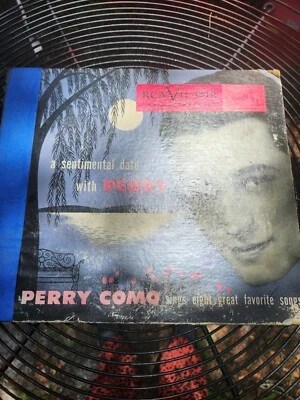 RCA VICTOR
a sentimental date
with PERRY
PERRY COMO sings eight great favorite songs